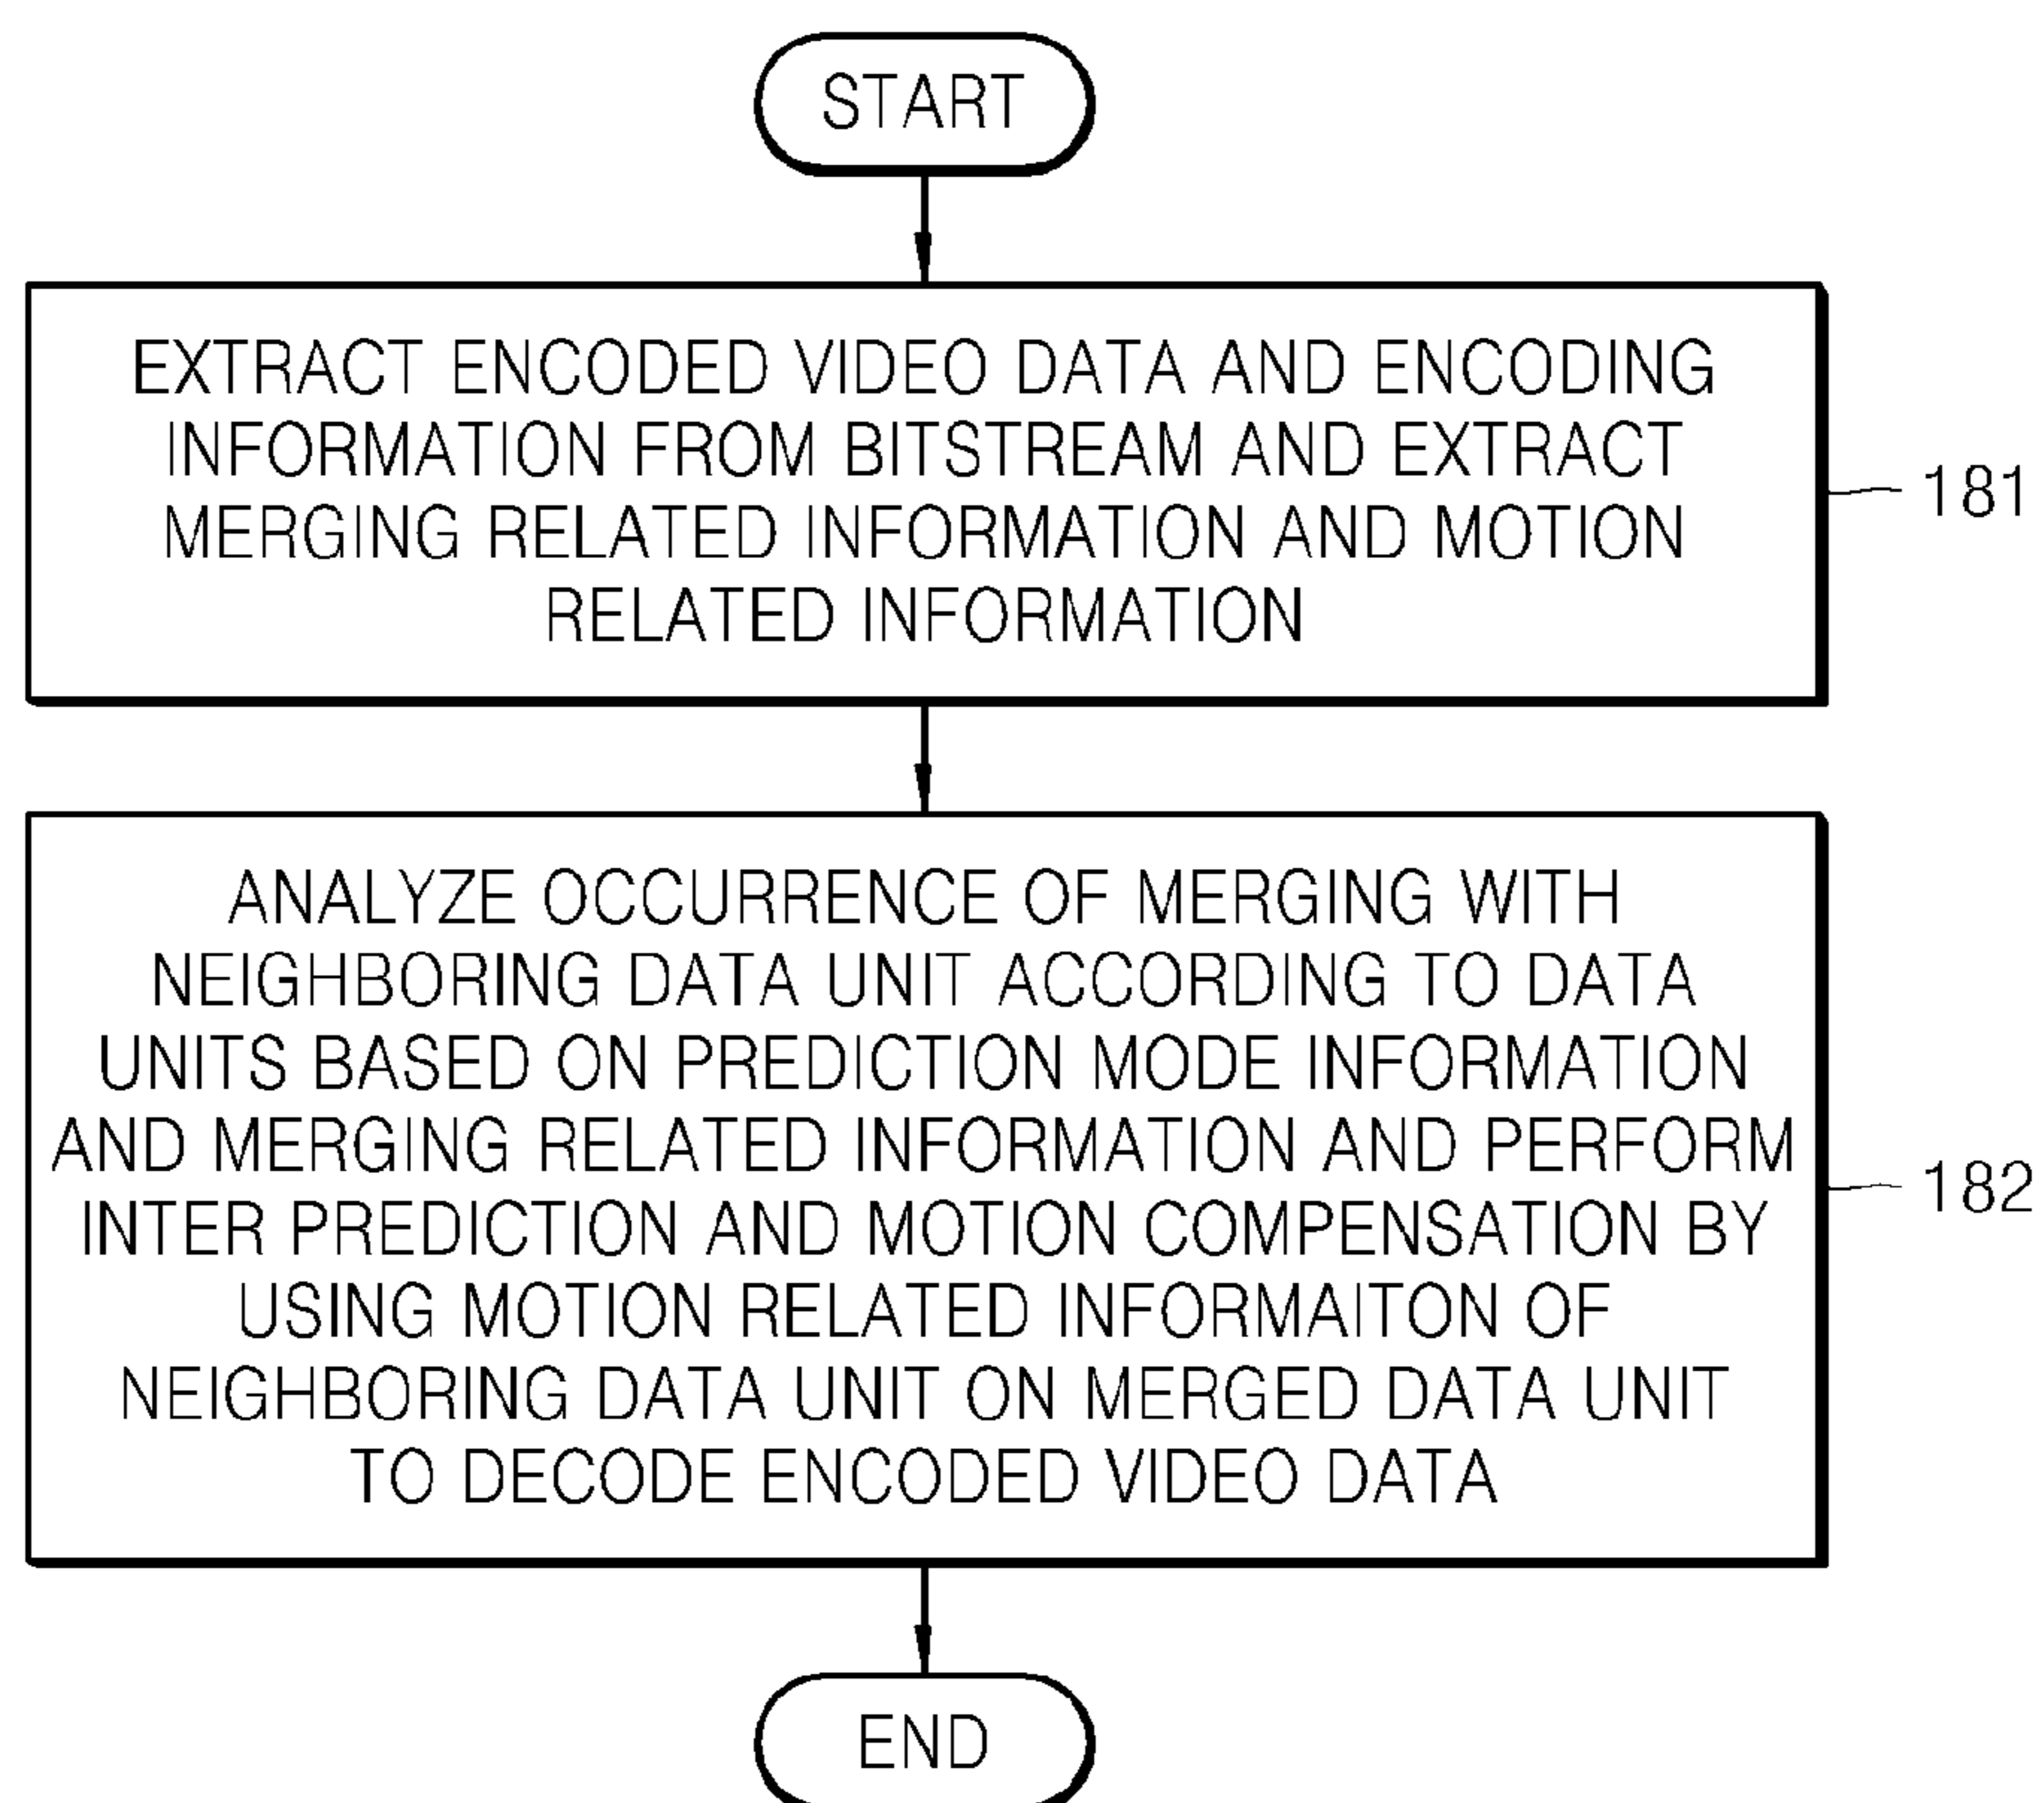 START
EXTRACT ENCODED VIDEO DATA AND ENCODING
INFORMATION FROM BITSTREAM AND EXTRACT
MERGING RELATED INFORMATION AND MOTION
RELATED INFORMATION
181
ANALYZE OCCURRENCE OF MERGING WITH
NEIGHBORING DATA UNIT ACCORDING TO DATA
UNITS BASED ON PREDICTION MODE INFORMATION
AND MERGING RELATED INFORMATION AND PERFORM
INTER PREDICTION AND MOTION COMPENSATION BY
USING MOTION RELATED INFORMAITON OF
NEIGHBORING DATA UNIT ON MERGED DATA UNIT
TO DECODE ENCODED VIDEO DATA
182
END